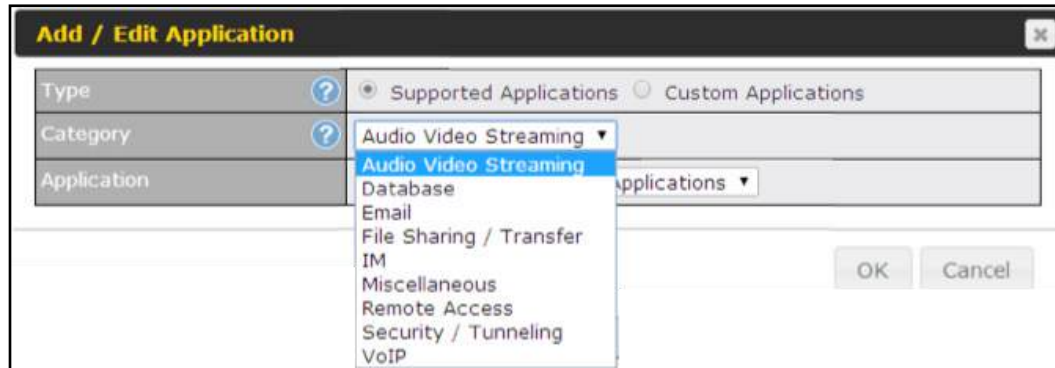 Add / Edit Application
Type ? Supported Applications Custom Applications
Category ? Audio Video Streaming
Application Applications
Audio Video Streaming
Database
Email
File Sharing / Transfer
IM
Miscellaneous
Remote Access
Security / Tunneling
VoIP
OK Cancel